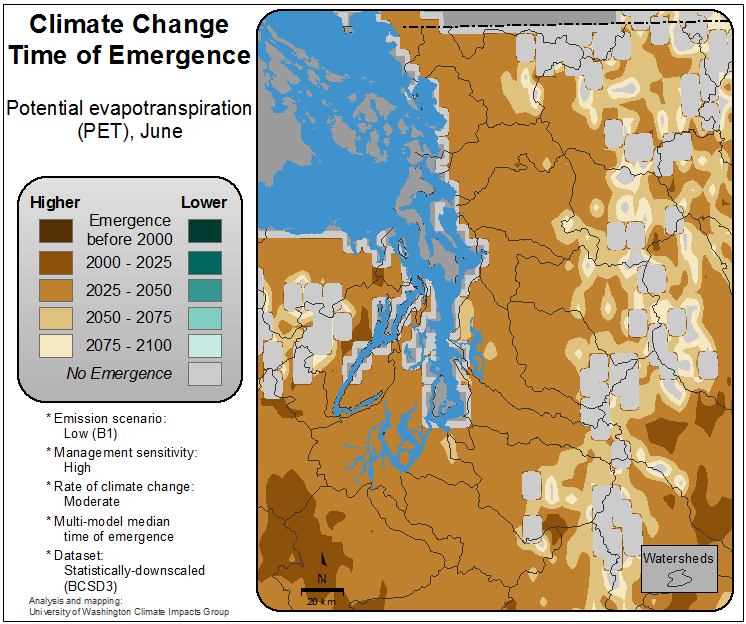 Climate Change
Time of Emergence
Potential evapotranspiration
(PET), June
Higher Lower
Emergence
before 2000
2000 - 2025
2025 - 2050
2050 - 2075
2075 - 2100
No Emergence
* Emission scenario:
Low (B1)
* Management sensitivity:
High
* Rate of climate change:
Moderate
* Multi-model median
time of emergence
* Dataset:
Statistically-downscaled
(BCSD3)
Analysis and mapping:
University of Washington Climate Impacts Group
N
20 km
Watersheds